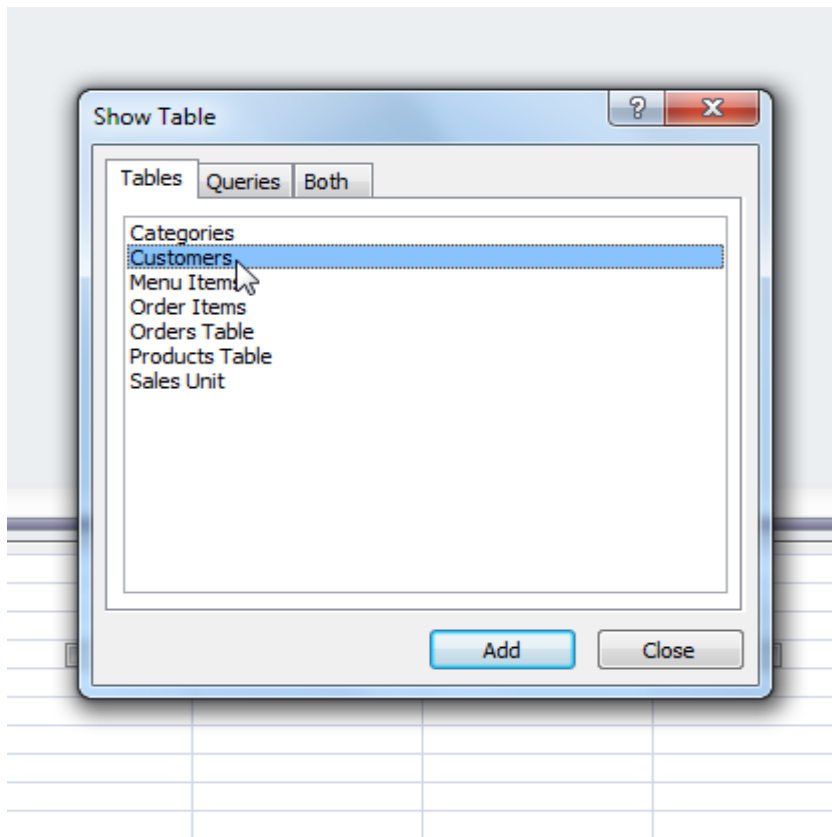 Show Table
?
X
Tables Queries Both
Categories
Customers
Menu Items
Order Items
Orders Table
Products Table
Sales Unit
Add Close